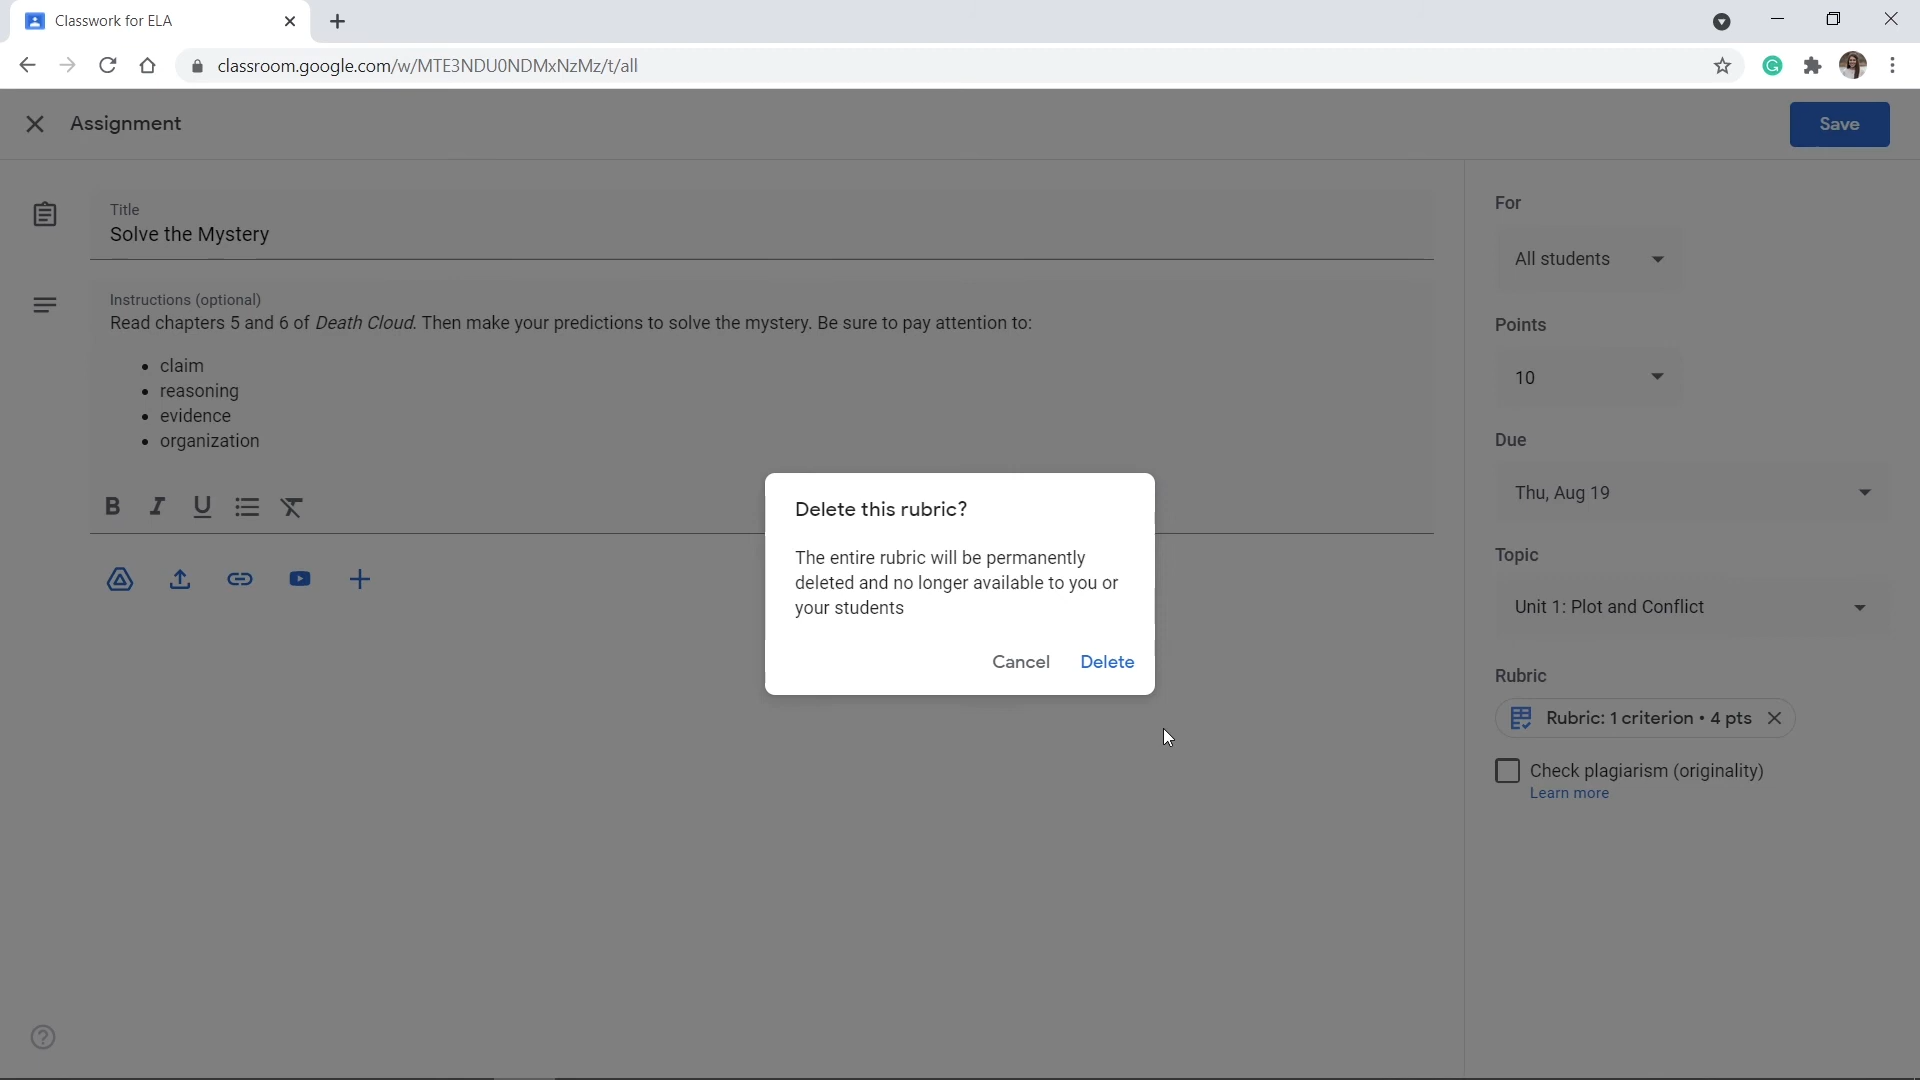 Classwork for ELA
classroom.google.com/w/MTE3NDU0NDMxNzMz/t/all
Assignment
Save
Title
Solve the Mystery
Instructions (optional)
Read chapters 5 and 6 of Death Cloud. Then make your predictions to solve the mystery. Be sure to pay attention to:
• claim
• reasoning
• evidence
• organization
B I U
For
All students
Points
10
Due
Thu, Aug 19
Topic
Unit 1: Plot and Conflict
Rubric
Rubric: 1 criterion • 4 pts
Check plagiarism (originality)
Learn more
Delete this rubric?
The entire rubric will be permanently
deleted and no longer available to you or
your students
Cancel Delete